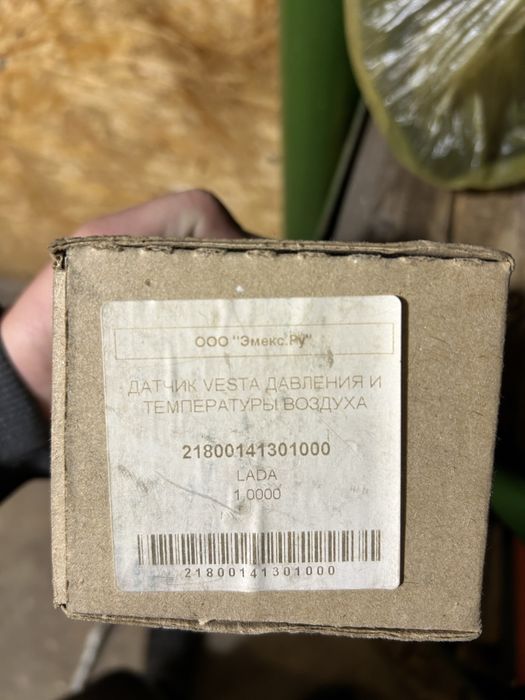 ООО "Эмекс.Ру"
ДАТЧИК VESTA ДАВЛЕНИЯ И
ТЕМПЕРАТУРЫ ВОЗДУХА
21800141301000
LADA
1,0000
21800141301000